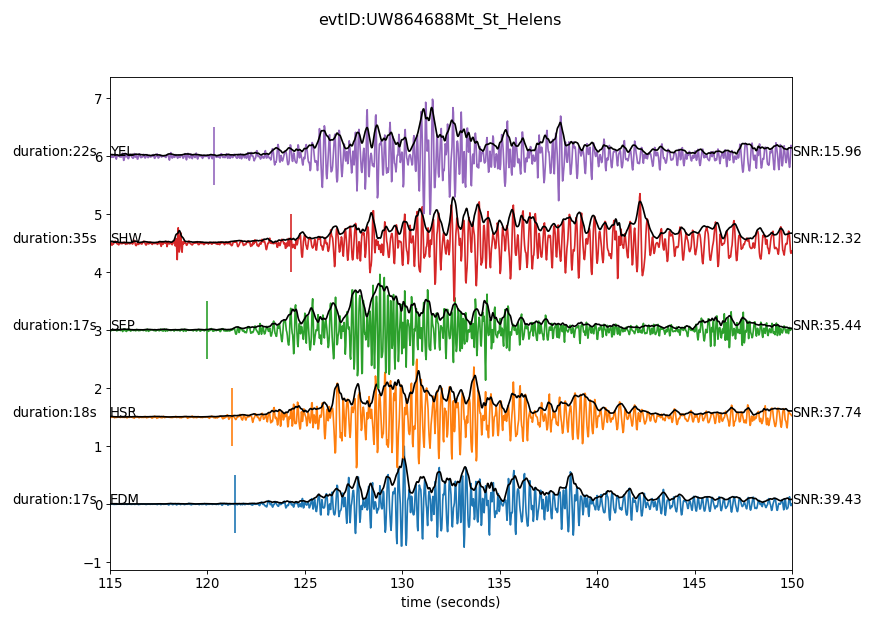 evtID:UW864688Mt_St_Helens
7
duration:22s
6
YEL
SNR:15.96
5
duration:35s
SHW
SNR:12.32
4
duration:17s
3
SEP
SNR:35.44
2
duration:18s
HSR
SNR:37.74
1
duration:17s
0
EDM
SNR:39.43
−1
115 120 125 130 135 140 145 150
time (seconds)